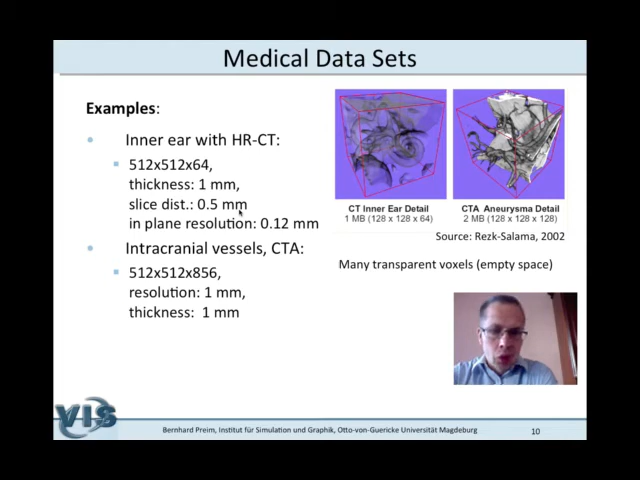 Medical Data Sets
Examples:
Inner ear with HR-CT:
512x512x64,
thickness: 1 mm,
slice dist.: 0.5 mm
in plane resolution: 0.12 mm
Intracranial vessels, CTA:
512x512x856,
resolution: 1 mm,
thickness: 1 mm
CT Inner Ear Detail
1 MB (128 x 128 x 64)
CTA Aneurysma Detail
2 MB (128 x 128 x 128)
Source: Rezk-Salama, 2002
Many transparent voxels (empty space)
VIS
Bernhard Preim, Institut für Simulation und Graphik, Otto-von-Guericke Universität Magdeburg
10